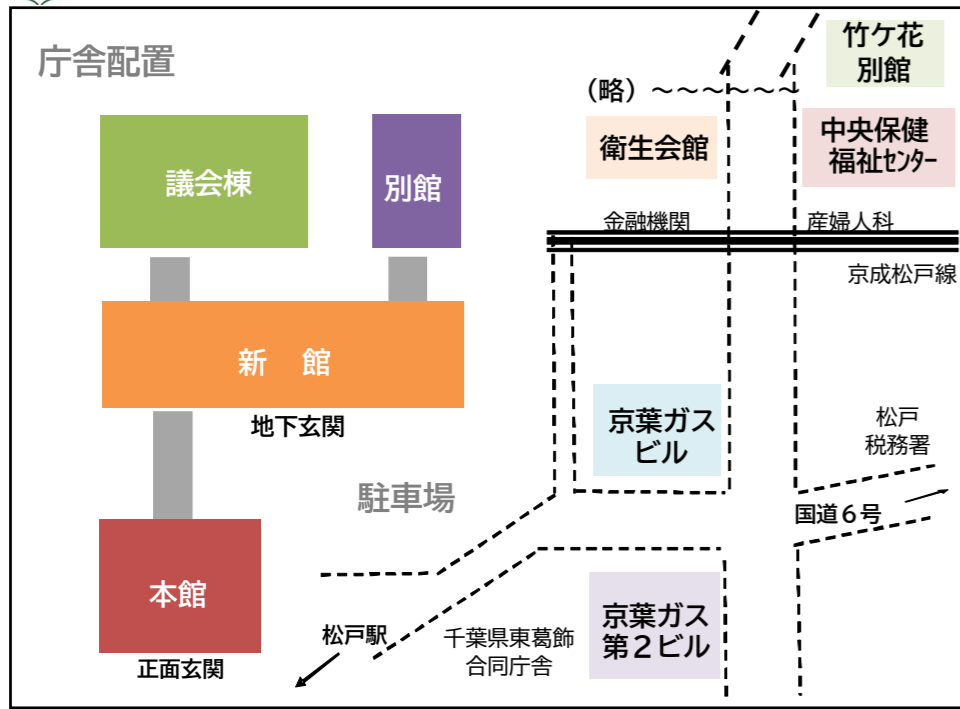 庁舎配置
竹ケ花
別館
（略）～～～～～～
議会棟
別館
衛生会館
中央保健
福祉ｾﾝﾀｰ
金融機関
産婦人科
京成松戸線
新　館
地下玄関
京葉ガス
ビル
松戸
税務署
駐車場
国道６号
本館
正面玄関
松戸駅
千葉県東葛飾
合同庁舎
京葉ガス
第２ビル